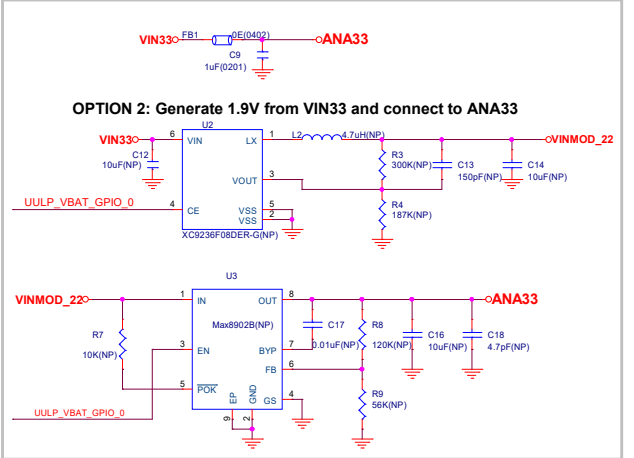 VIN33 FB1 0E(0402) ANA33
C9
1uF(0201)
OPTION 2: Generate 1.9V from VIN33 and connect to ANA33
U2
VIN33 6 VIN LX 1 L2 4.7uH(NP) VINMOD_22
C12
10uF(NP)
R3
300K(NP)
C13
150pF(NP)
C14
10uF(NP)
VOUT 3
UULP_VBAT_GPIO_0 4 CE
VSS 5
VSS 2
R4
187K(NP)
XC9236F08DER-G(NP)
U3
VINMOD_22 1 IN OUT 8 ANA33
Max8902B(NP)
R7
10K(NP)
C17
0.01uF(NP)
R8
120K(NP)
C16
10uF(NP)
C18
4.7pF(NP)
3 EN BYP 7
FB 6
5 POK
GS 4
EP GND
9 2
R9
56K(NP)
UULP_VBAT_GPIO_0